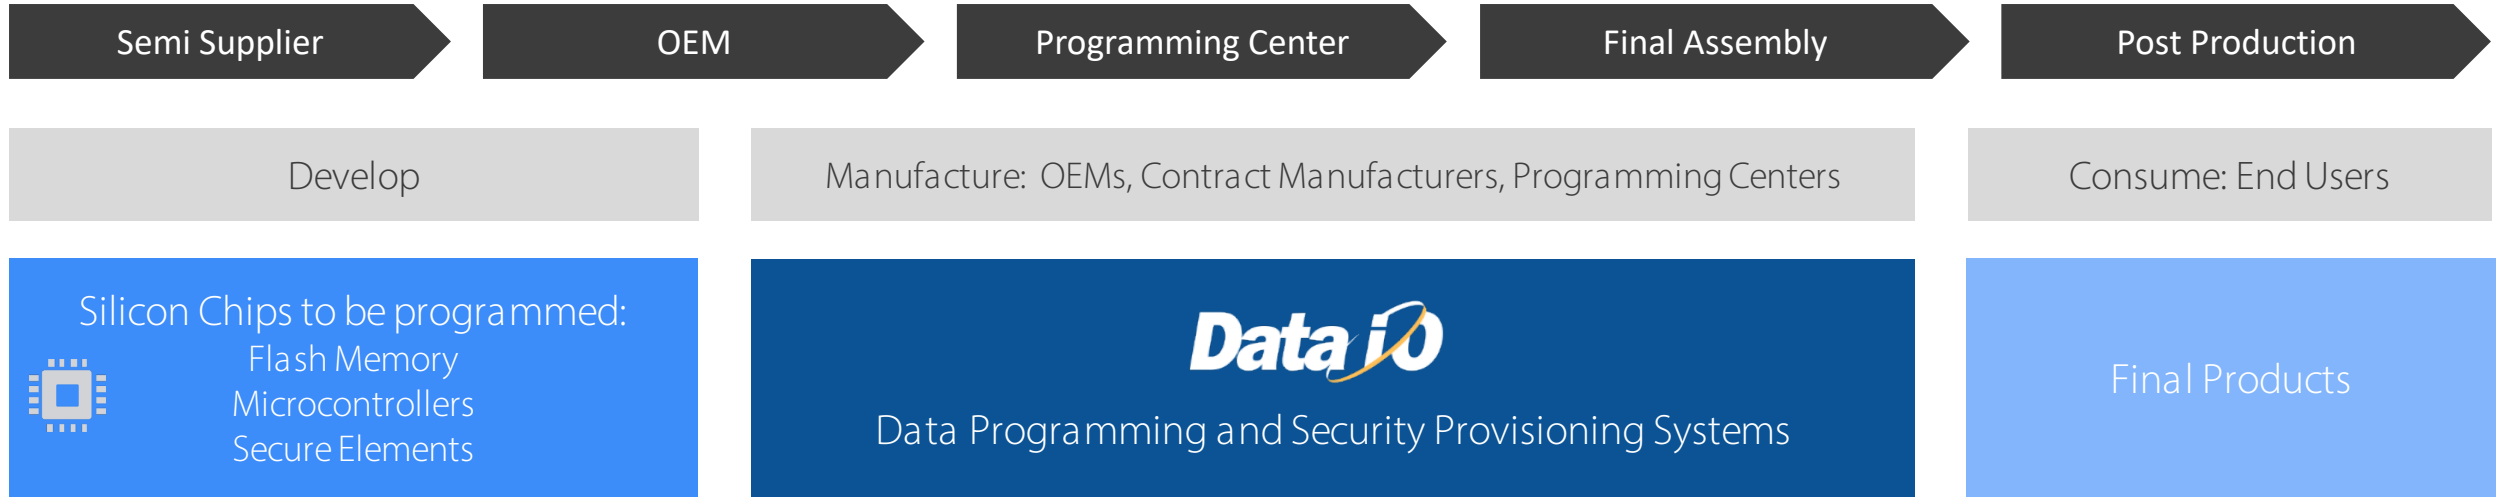 Semi Supplier
OEM
Programming Center
Final Assembly
Post Production
Develop
Manufacture: OEMs, Contract Manufacturers, Programming Centers
Consume: End Users
Silicon Chips to be programmed:
Flash Memory
Microcontrollers
Secure Elements
Data iO
Data Programming and Security Provisioning Systems
Final Products